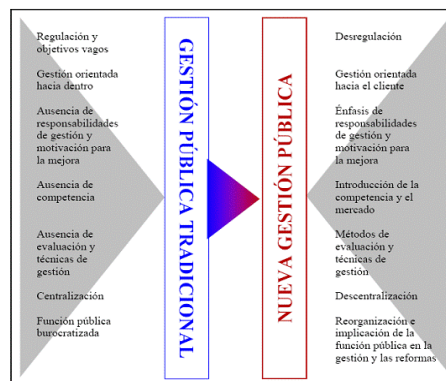 Regulación y
objetivos vagos
Gestión orientada
hacia dentro
Ausencia de
responsabilidades
de gestión y
motivación para
la mejora
Ausencia de
competencia
Ausencia de
evaluación y
técnicas de
gestión
Centralización
Función pública
burocratizada
GESTIÓN PÚBLICA TRADICIONAL
NUEVA GESTIÓN PÚBLICA
Desregulación
Gestión orientada
hacia el cliente
Énfasis de
responsabilidades
de gestión y
motivación para
la mejora
Introducción de la
competencia y el
mercado
Métodos de
evaluación y
técnicas de
gestión
Descentralización
Reorganización e
implicación de la
función pública en la
gestión y las reformas